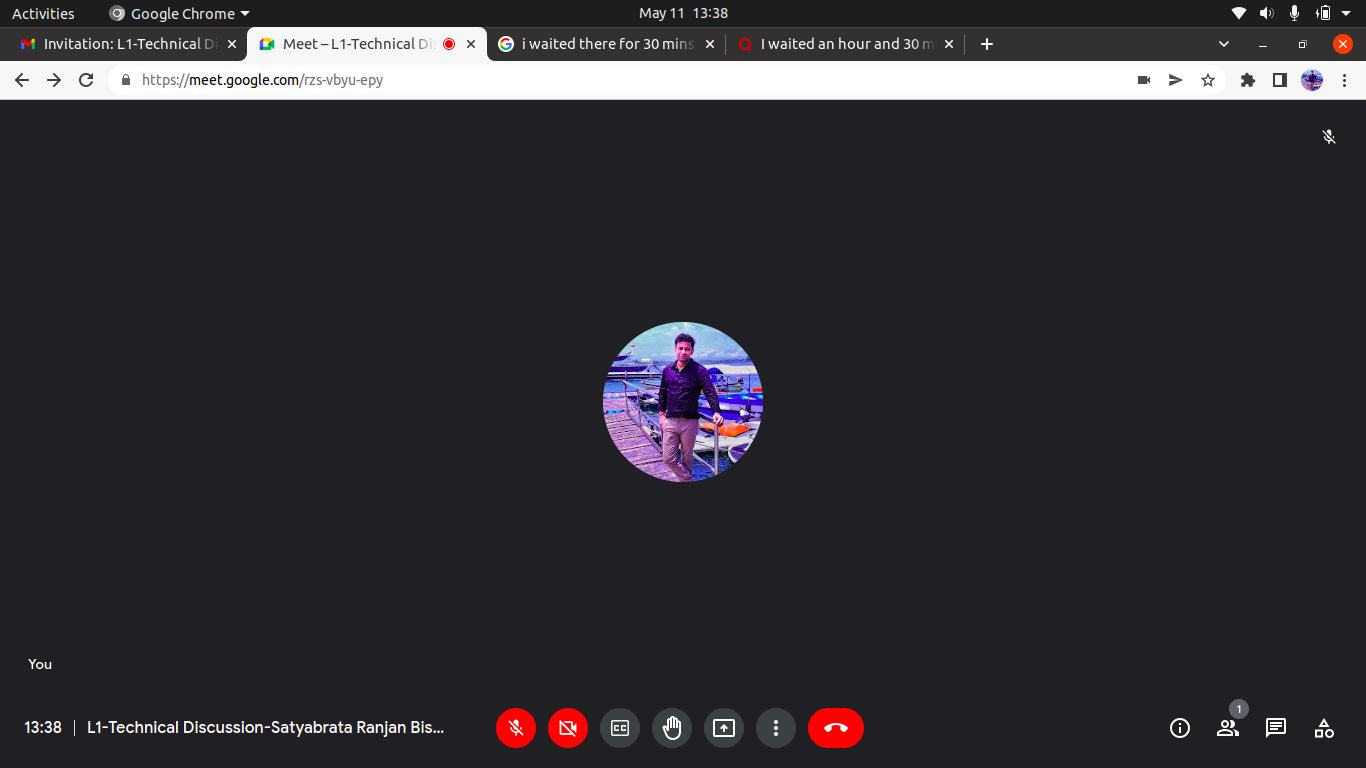 Activities Google Chrome May 11 13:38
Invitation: L1-Technical Di Meet – L1-Technical Di i waited there for 30 mins I waited an hour and 30 m
https://meet.google.com/rzs-vbyu-epy
You
13:38 L1-Technical Discussion-Satyabrata Ranjan Bis... CC 1